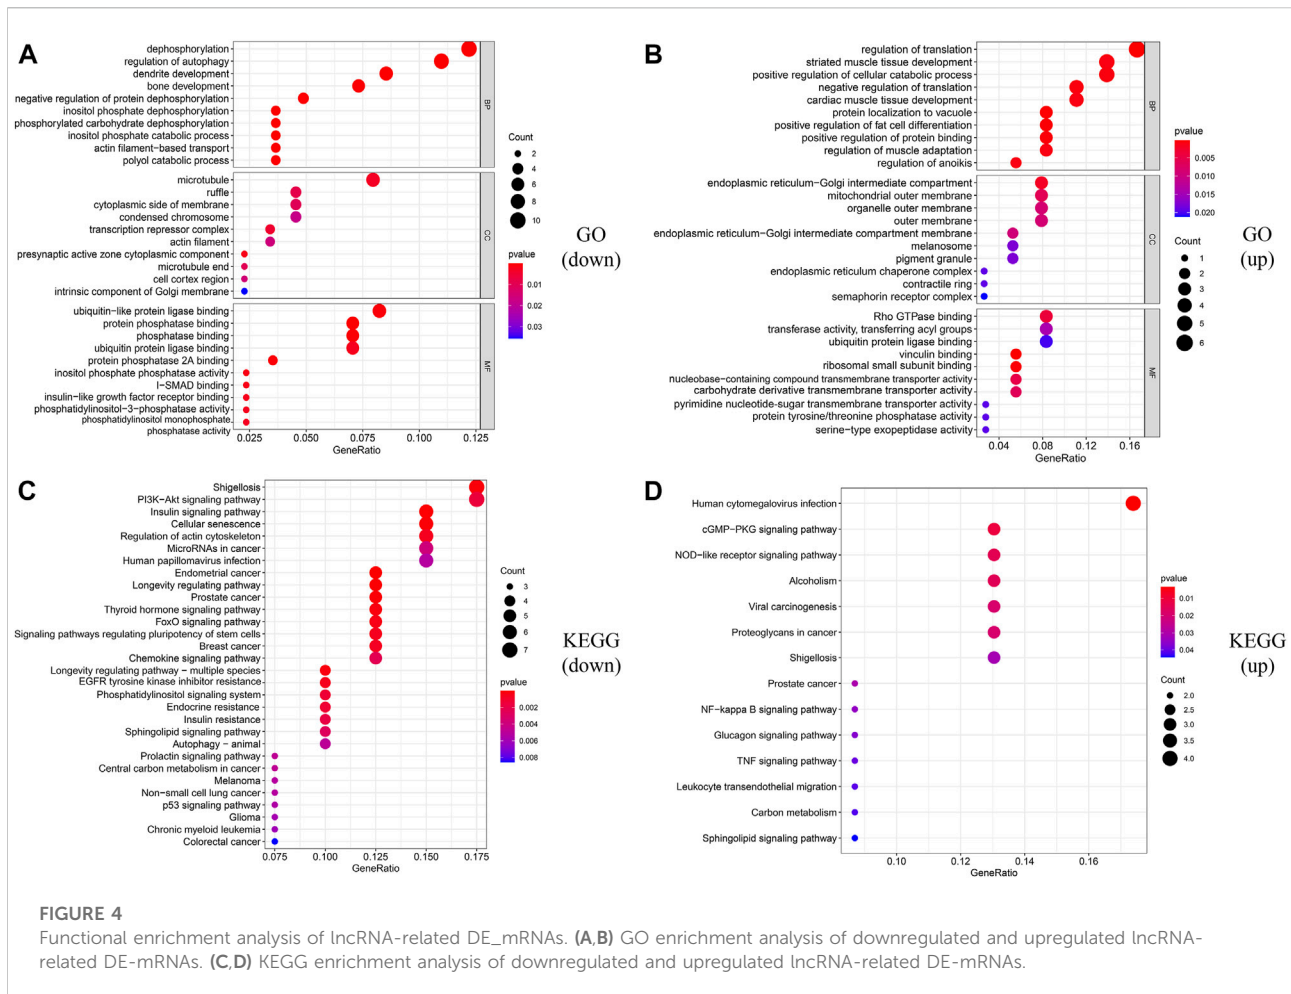 A
dephosphorylation
regulation of autophagy
dendrite development
bone development
negative regulation of protein dephosphorylation
inositol phosphate dephosphorylation
phosphorylated carbohydrate dephosphorylation
inositol phosphate catabolic process
actin filament−based transport
polyol catabolic process
BP
microtubule
ruffle
cytoplasmic side of membrane
condensed chromosome
transcription repressor complex
actin filament
presynaptic active zone cytoplasmic component
microtubule end
cell cortex region
intrinsic component of Golgi membrane
CC
ubiquitin−like protein ligase binding
protein phosphatase binding
phosphatase binding
ubiquitin protein ligase binding
protein phosphatase 2A binding
inositol phosphate phosphatase activity
I−SMAD binding
insulin−like growth factor receptor binding
phosphatidylinositol−3−phosphatase activity
phosphatidylinositol monophosphate
phosphatase activity
MF
0.025 0.050 0.075 0.100 0.125
GeneRatio
Count
2
4
6
8
10
pvalue
0.01
0.02
0.03
GO
(down)
B
regulation of translation
striated muscle tissue development
positive regulation of cellular catabolic process
negative regulation of translation
cardiac muscle tissue development
protein localization to vacuole
positive regulation of fat cell differentiation
positive regulation of protein binding
regulation of muscle adaptation
regulation of anoikis
BP
endoplasmic reticulum−Golgi intermediate compartment
mitochondrial outer membrane
organelle outer membrane
outer membrane
endoplasmic reticulum−Golgi intermediate compartment membrane
melanosome
pigment granule
endoplasmic reticulum chaperone complex
contractile ring
semaphorin receptor complex
CC
Rho GTPase binding
transferase activity, transferring acyl groups
ubiquitin protein ligase binding
vinculin binding
ribosomal small subunit binding
nucleobase-containing compound transmembrane transporter activity
carbohydrate derivative transmembrane transporter activity
pyrimidine nucleotide-sugar transmembrane transporter activity
protein tyrosine/threonine phosphatase activity
serine-type exopeptidase activity
MF
0.04 0.08 0.12 0.16
GeneRatio
pvalue
0.005
0.010
0.015
0.020
Count
1
2
3
4
5
6
GO
(up)
C
Shigellosis
PI3K−Akt signaling pathway
Insulin signaling pathway
Cellular senescence
Regulation of actin cytoskeleton
MicroRNAs in cancer
Human papillomavirus infection
Endometrial cancer
Longevity regulating pathway
Prostate cancer
Thyroid hormone signaling pathway
FoxO signaling pathway
Signaling pathways regulating pluripotency of stem cells
Breast cancer
Chemokine signaling pathway
Longevity regulating pathway − multiple species
EGFR tyrosine kinase inhibitor resistance
Phosphatidylinositol signaling system
Endocrine resistance
Insulin resistance
Sphingolipid signaling pathway
Autophagy − animal
Prolactin signaling pathway
Central carbon metabolism in cancer
Melanoma
Non−small cell lung cancer
p53 signaling pathway
Glioma
Chronic myeloid leukemia
Colorectal cancer
0.075 0.100 0.125 0.150 0.175
GeneRatio
Count
3
4
5
6
7
pvalue
0.002
0.004
0.006
0.008
KEGG
(down)
D
Human cytomegalovirus infection
cGMP−PKG signaling pathway
NOD−like receptor signaling pathway
Alcoholism
Viral carcinogenesis
Proteoglycans in cancer
Shigellosis
Prostate cancer
NF−kappa B signaling pathway
Glucagon signaling pathway
TNF signaling pathway
Leukocyte transendothelial migration
Carbon metabolism
Sphingolipid signaling pathway
0.10 0.12 0.14 0.16
GeneRatio
pvalue
0.01
0.02
0.03
0.04
Count
2.0
2.5
3.0
3.5
4.0
KEGG
(up)
FIGURE 4
Functional enrichment analysis of lncRNA-related DE_mRNAs. (A,B) GO enrichment analysis of downregulated and upregulated lncRNA-
related DE-mRNAs. (C,D) KEGG enrichment analysis of downregulated and upregulated lncRNA-related DE-mRNAs.